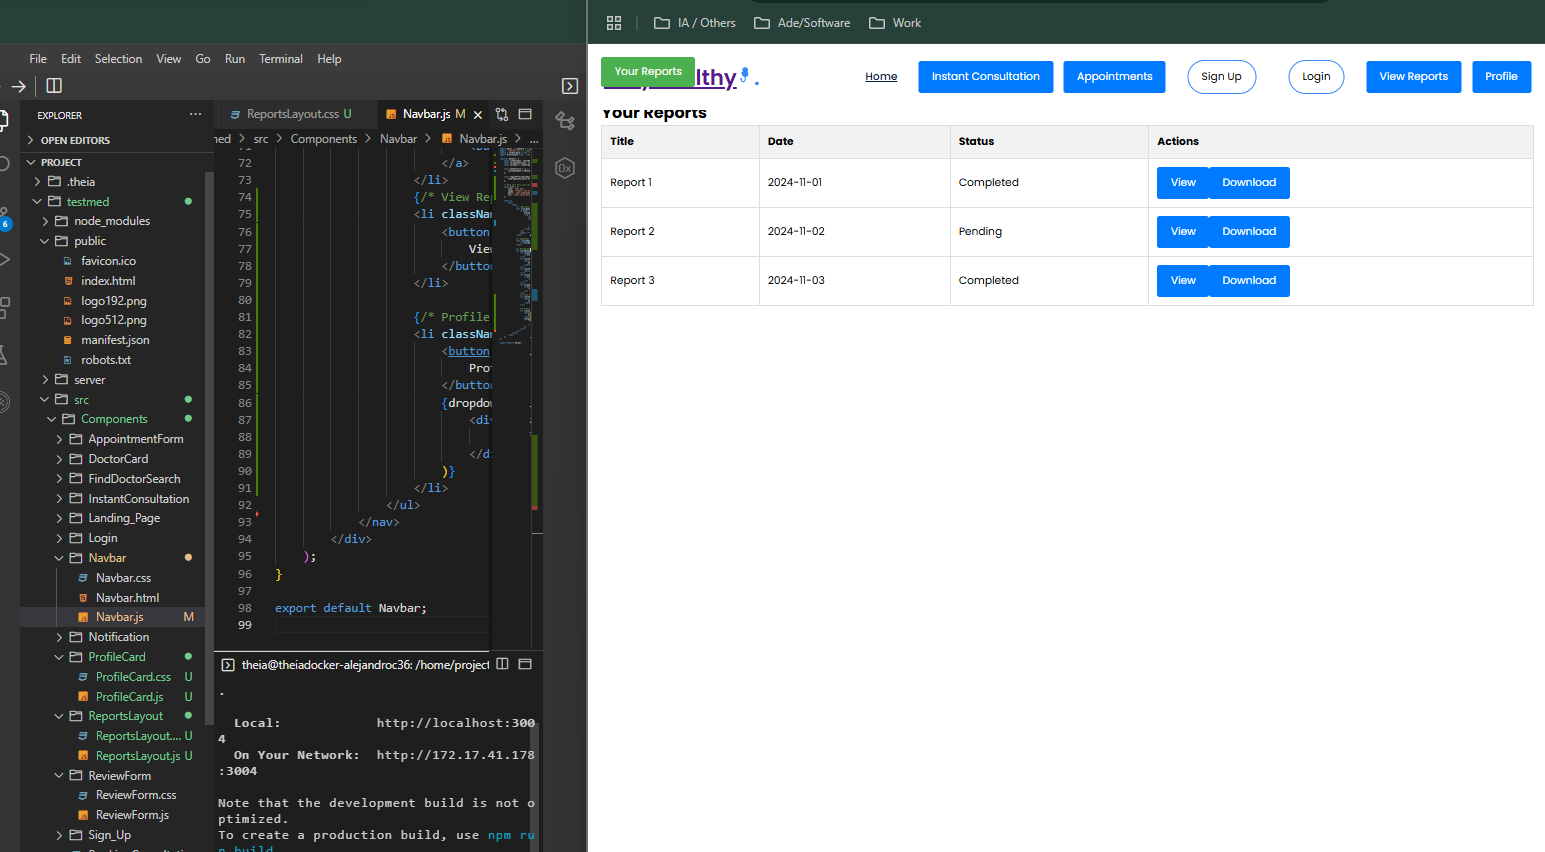 IA / Others
Ade/Software
Work
File Edit Selection View Go Run Terminal Help
EXPLORER
...
OPEN EDITORS
PROJECT
.theia
testmed
node_modules
public
favicon.ico
index.html
logo192.png
logo512.png
manifest.json
robots.txt
server
src
Components
AppointmentForm
DoctorCard
FindDoctorSearch
InstantConsultation
Landing_Page
Login
Navbar
Navbar.css
Navbar.html
Navbar.js M
Notification
ProfileCard
ProfileCard.css U
ProfileCard.js U
ReportsLayout
ReportsLayout.... U
ReportsLayout.js U
ReviewForm
ReviewForm.css
ReviewForm.js
Sign_Up
6
ReportsLayout.css U
Navbar.js M
med > src > Components > Navbar > Navbar.js > ...
72 </a>
73 </li>
74 {/* View Re
75 <li classNa
76 <button
77 Vie
78 </butto
79 </li>
80
81 {/* Profile
82 <li classNa
83 <button
84 Pro
85 </butto
86 {dropdo
87 <div
88
89 </di
90 )}
91 </li>
92 </ul>
93 </nav>
94 </div>
95 );
96 }
97
98 export default Navbar;
99
theia@theiadocker-alejandroc36: /home/project
.
Local: http://localhost:300
4
On Your Network: http://172.17.41.178
:3004
Note that the development build is not o
ptimized.
To create a production build, use npm ru
n build
Your Reports
lthy .
Home
Instant Consultation
Appointments
Sign Up
Login
View Reports
Profile
Your Reports
Title Date Status Actions
Report 1 2024-11-01 Completed View Download
Report 2 2024-11-02 Pending View Download
Report 3 2024-11-03 Completed View Download